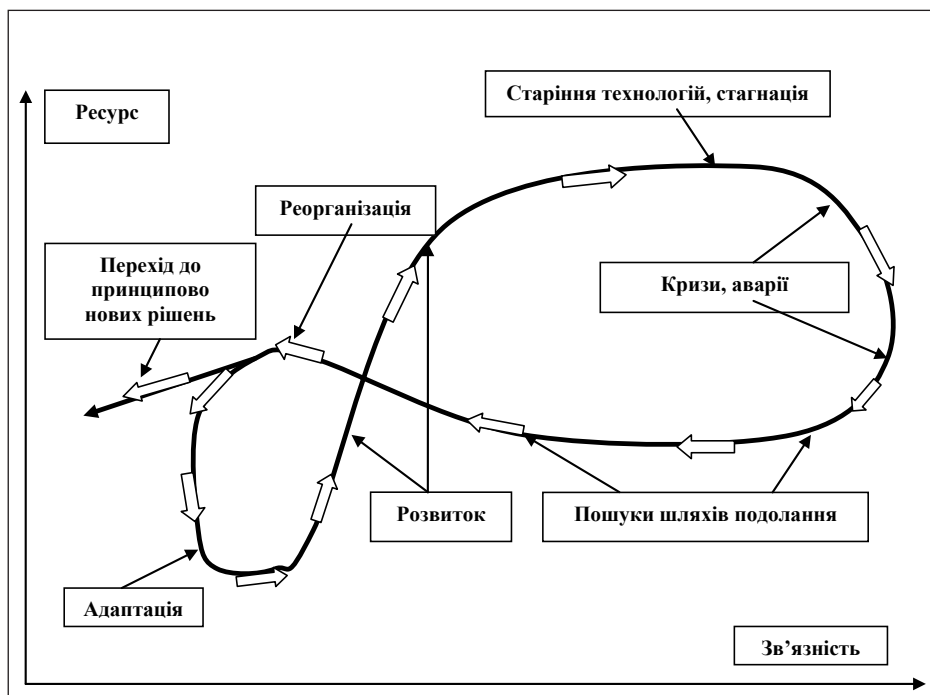 Ресурс
Старіння технологій, стагнація
Реорганізація
Перехід до
принципово
нових рішень
Кризи, аварії
Розвиток
Пошуки шляхів подолання
Адаптація
Зв’язність